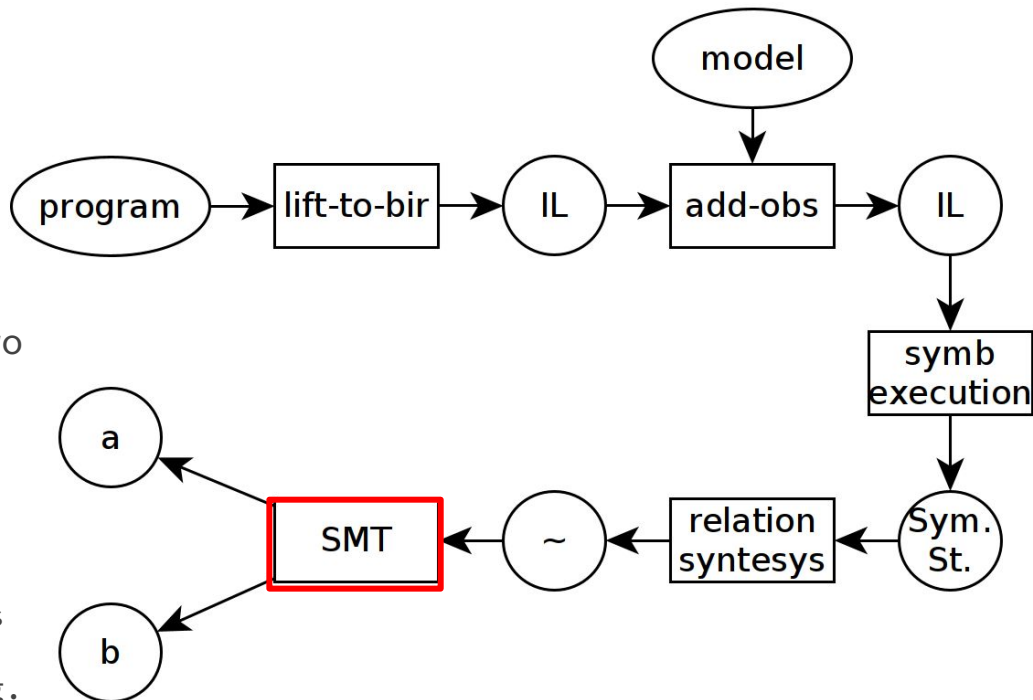 model
program
lift-to-bir
IL
add-obs
IL
symb
execution
a
SMT
~
relation
syntesys
Sym.
St.
b